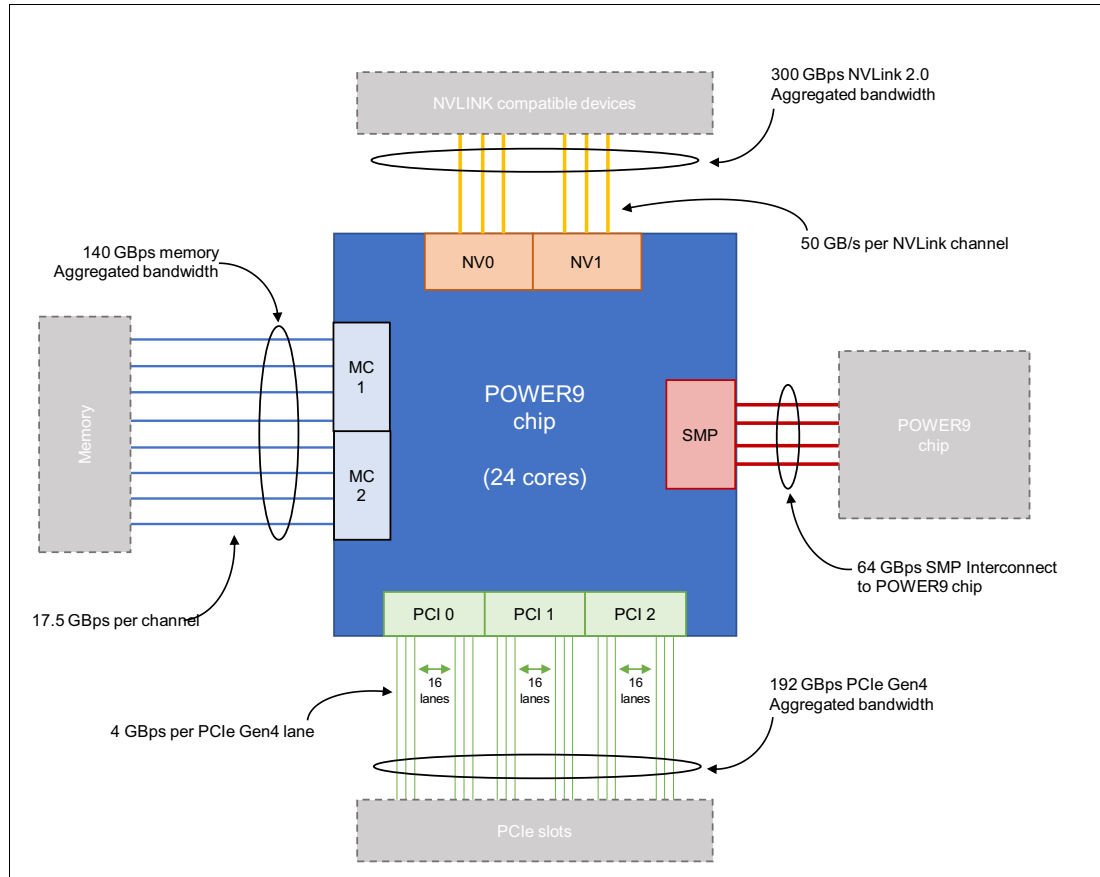 300 GBps NVLink 2.0
Aggregated bandwidth
NVLINK compatible devices
50 GB/s per NVLink channel
140 GBps memory
Aggregated bandwidth
NV0
NV1
Memory
MC
1
MC
2
POWER9
chip
(24 cores)
SMP
POWER9
chip
64 GBps SMP Interconnect
to POWER9 chip
17.5 GBps per channel
PCI 0
PCI 1
PCI 2
16
lanes
16
lanes
16
lanes
4 GBps per PCIe Gen4 lane
192 GBps PCIe Gen4
Aggregated bandwidth
PCIe slots